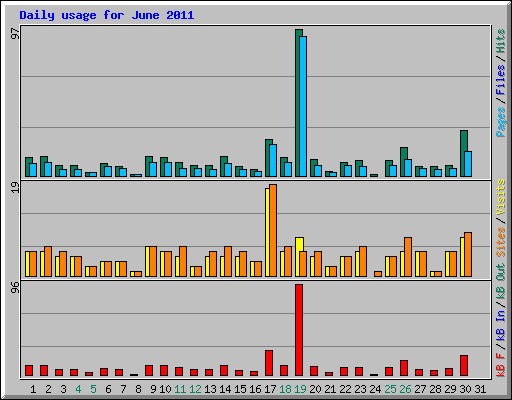 Daily usage for June 2011
97
19
96
Pages / Files / Hits
Sites / Visits
kB F / kB In / kB Out
1 2 3 4 5 6 7 8 9 10 11 12 13 14 15 16 17 18 19 20 21 22 23 24 25 26 27 28 29 30 31